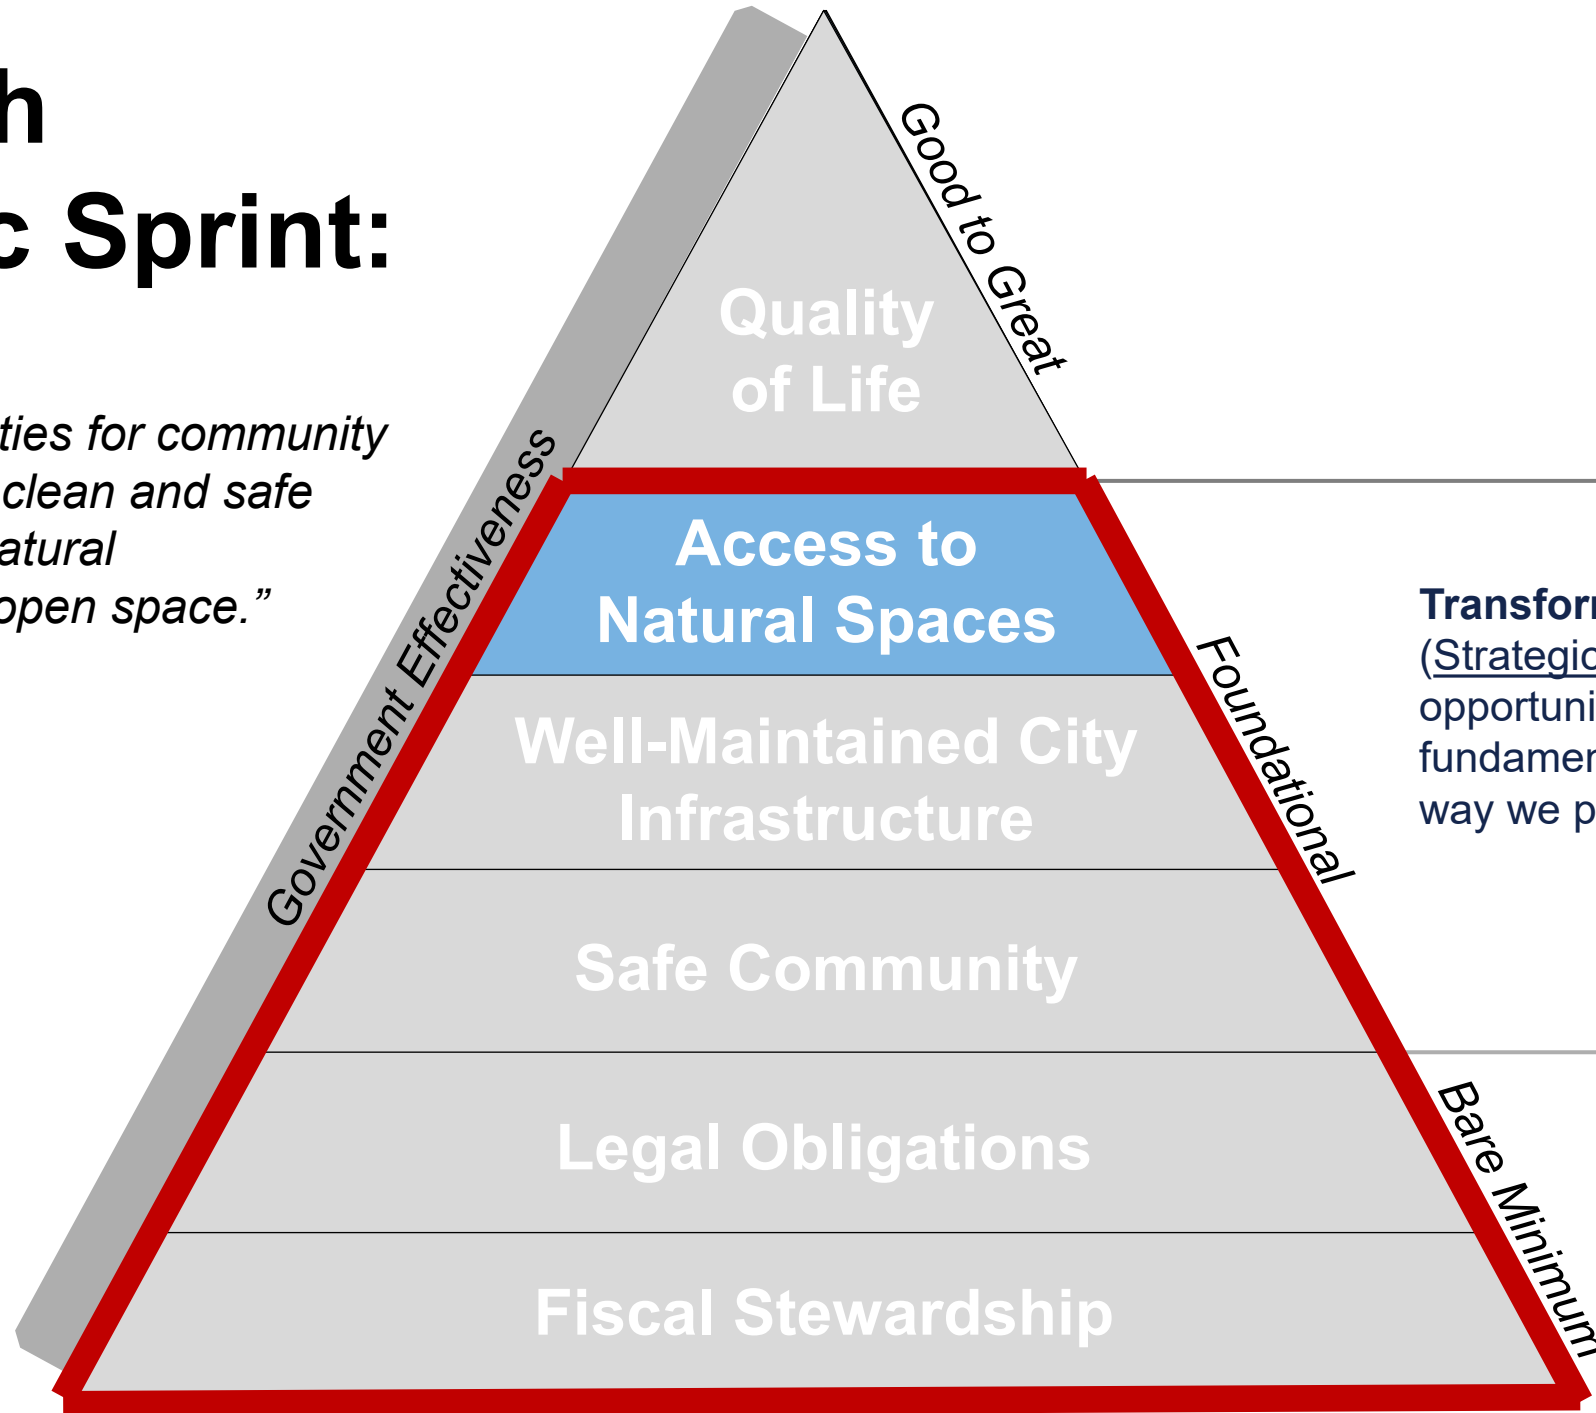 h
c Sprint:
ties for community
clean and safe
atural
open space.”
Government Effectiveness
Good to Great
Quality
of Life
Access to
Natural Spaces
Well-Maintained City
Infrastructure
Safe Community
Legal Obligations
Fiscal Stewardship
Foundational
Bare Minimum
Transfor
(Strategic
opportuni
fundamen
way we p